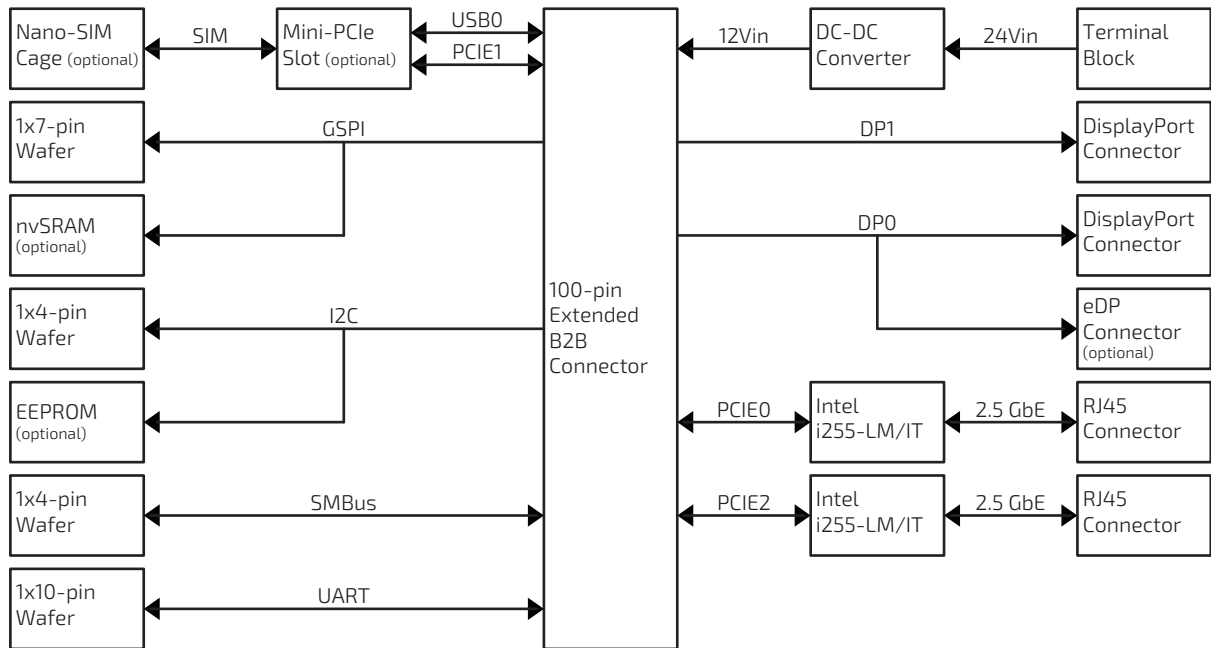 Nano-SIM
Cage (optional)
SIM
Mini-PCIe
Slot (optional)
USB0
PCIE1
12Vin
DC-DC
Converter
24Vin
Terminal
Block
1x7-pin
Wafer
GSPI
DP1
DisplayPort
Connector
nvSRAM
(optional)
DP0
DisplayPort
Connector
1x4-pin
Wafer
I2C
100-pin
Extended
B2B
Connector
eDP
Connector
(optional)
EEPROM
(optional)
PCIE0
Intel
i255-LM/IT
2.5 GbE
RJ45
Connector
1x4-pin
Wafer
SMBus
PCIE2
Intel
i255-LM/IT
2.5 GbE
RJ45
Connector
1x10-pin
Wafer
UART